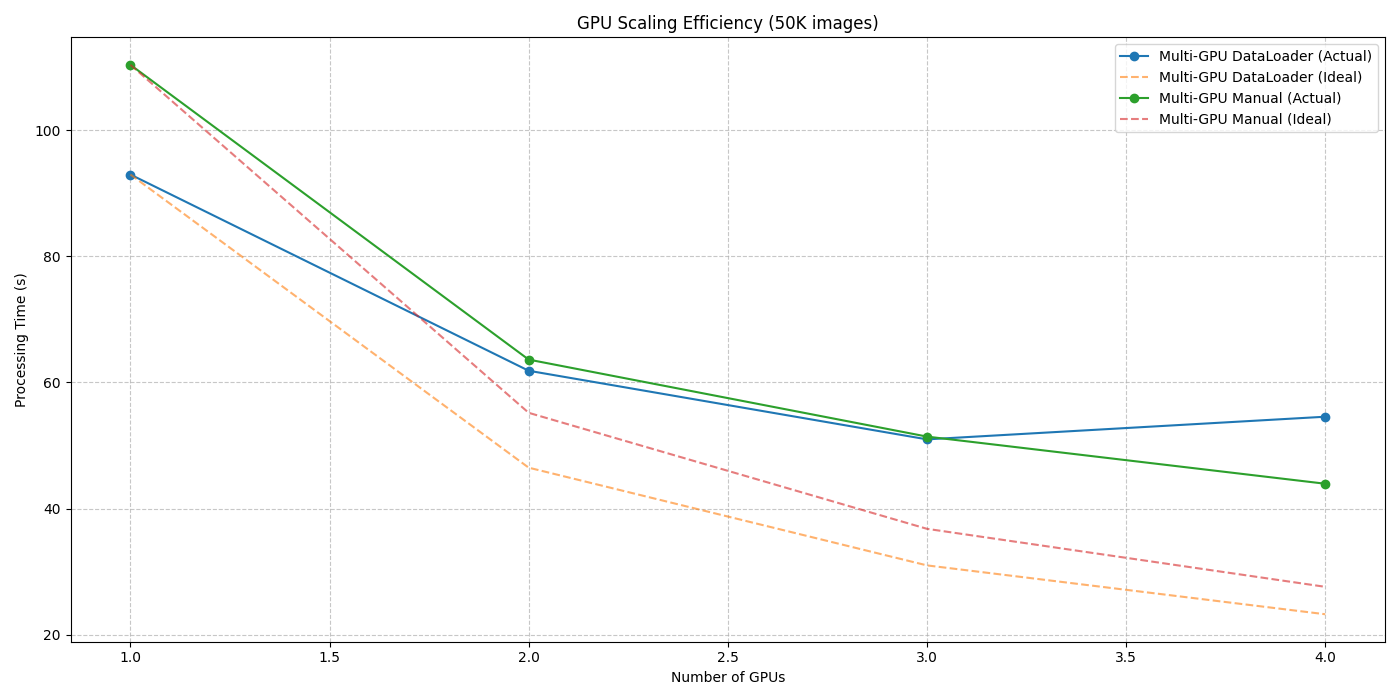 GPU Scaling Efficiency (50K images)
Multi-GPU DataLoader (Actual)
Multi-GPU DataLoader (Ideal)
Multi-GPU Manual (Actual)
Multi-GPU Manual (Ideal)
Processing Time (s)
100
80
60
40
20
1.0 1.5 2.0 2.5 3.0 3.5 4.0
Number of GPUs